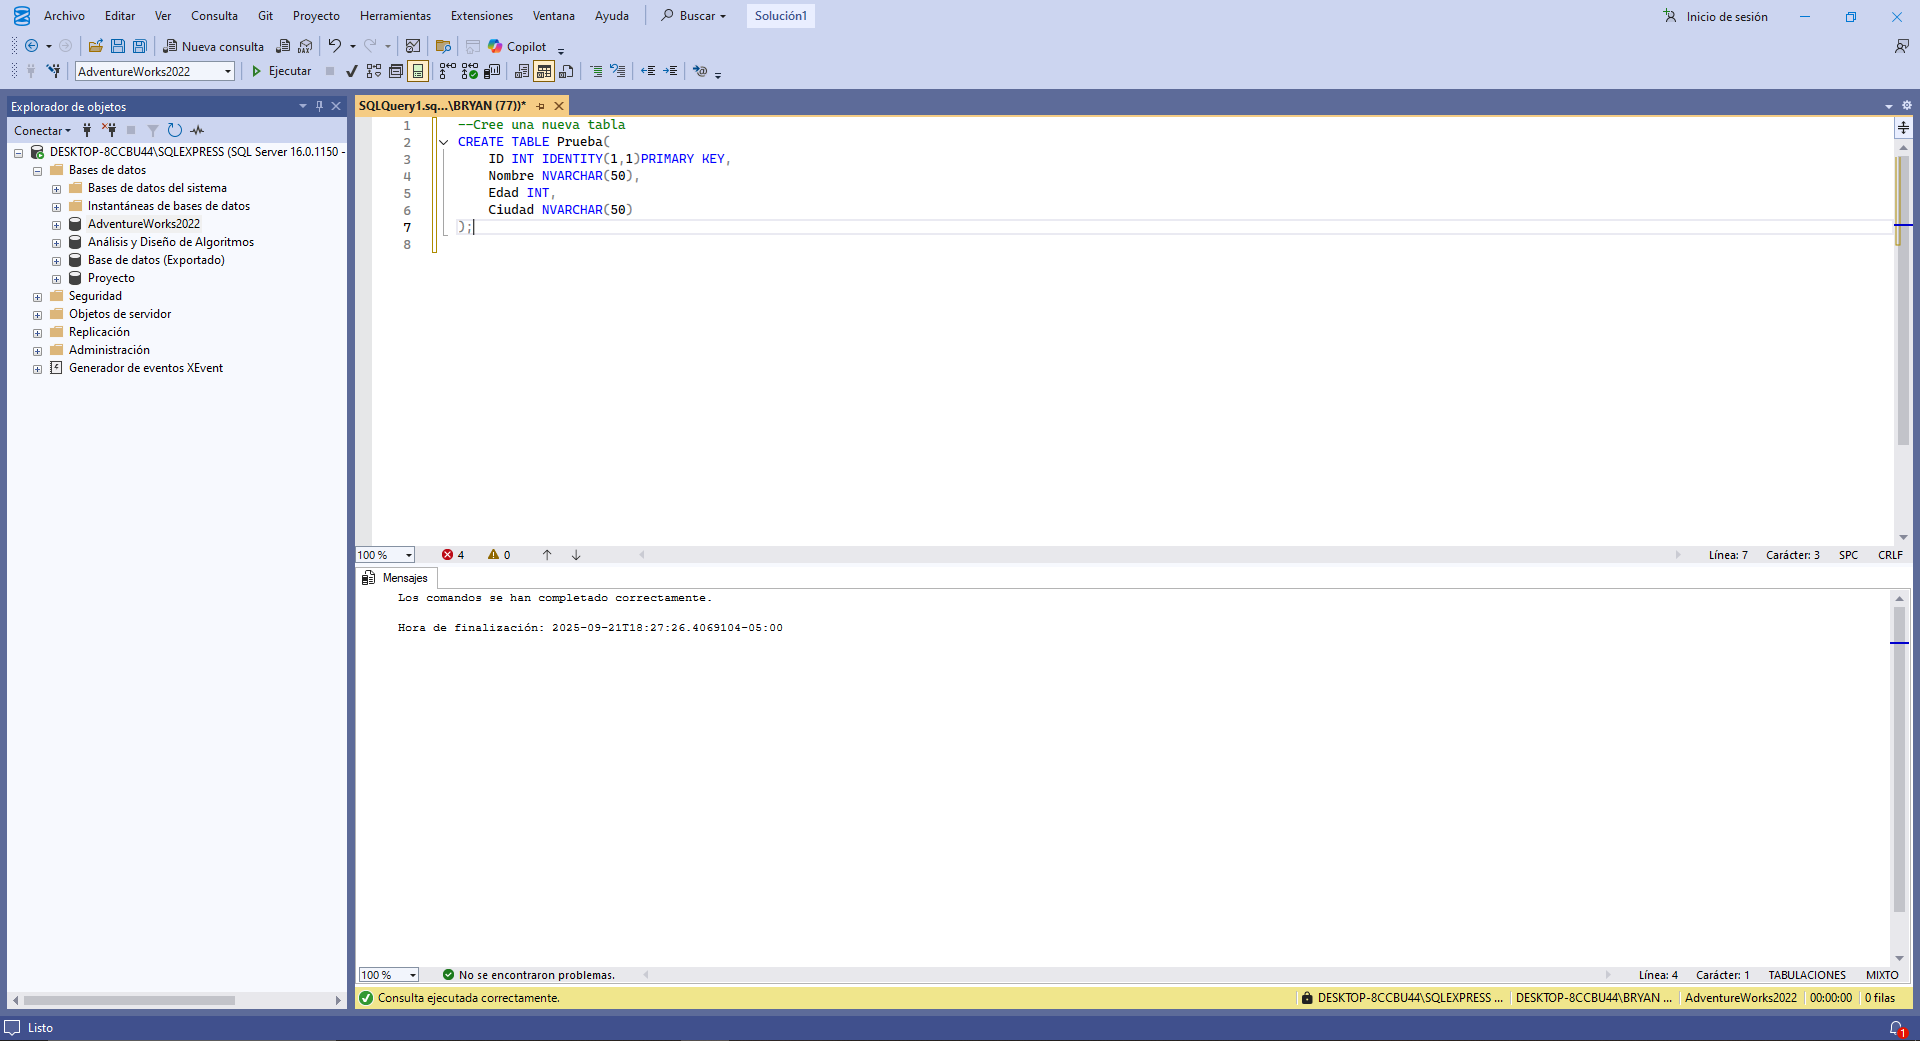 Archivo Editar Ver Consulta Git Proyecto Herramientas Extensiones Ventana Ayuda Buscar Solución1 Inicio de sesión
Nueva consulta DAX Copilot
AdventureWorks2022 Ejecutar
Explorador de objetos
Conectar
DESKTOP-8CCBU44\SQLEXPRESS (SQL Server 16.0.1150 -
Bases de datos
Bases de datos del sistema
Instantáneas de bases de datos
AdventureWorks2022
Análisis y Diseño de Algoritmos
Base de datos (Exportado)
Proyecto
Seguridad
Objetos de servidor
Replicación
Administración
Generador de eventos XEvent
SQLQuery1.sq...\BRYAN (77))*
1 --Cree una nueva tabla
2 CREATE TABLE Prueba(
3 ID INT IDENTITY(1,1)PRIMARY KEY,
4 Nombre NVARCHAR(50),
5 Edad INT,
6 Ciudad NVARCHAR(50)
7 );
8
100 % 4 0 Línea: 7 Carácter: 3 SPC CRLF
Mensajes
Los comandos se han completado correctamente.
Hora de finalización: 2025-09-21T18:27:26.4069104-05:00
100 % No se encontraron problemas. Línea: 4 Carácter: 1 TABULACIONES MIXTO
Consulta ejecutada correctamente. DESKTOP-8CCBU44\SQLEXPRESS ... DESKTOP-8CCBU44\BRYAN ... AdventureWorks2022 00:00:00 0 filas
Listo 1